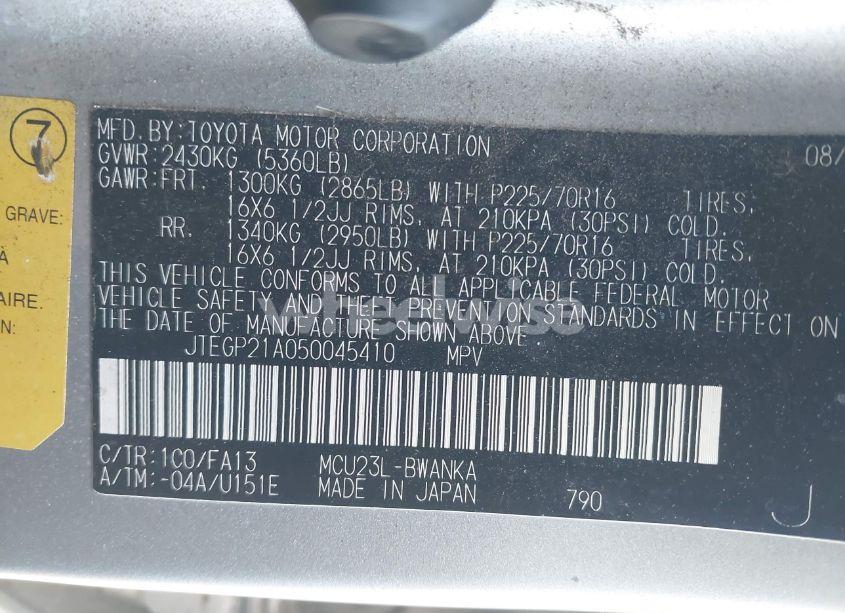 7
GRAVE:
À
AIRE.
N:
MFD.BY:TOYOTA MOTOR CORPORATION 08/
GVWR:2430KG (5360LB)
GAWR:FRT. 1300KG (2865LB) WITH P225/70R16 TIRES,
16X6 1/2JJ RIMS, AT 210KPA (30PSI) COLD.
RR. 1340KG (2950LB) WITH P225/70R16 TIRES,
16X6 1/2JJ RIMS, AT 210KPA (30PSI) COLD.
THIS VEHICLE CONFORMS TO ALL APPLICABLE FEDERAL MOTOR
VEHICLE SAFETY AND THEFT PREVENTION STANDARDS IN EFFECT ON
THE DATE OF MANUFACTURE SHOWN ABOVE.
wheelwise
JTEGP21A050045410 MPV
C/TR:1C0/FA13 MCU23L-BWANKA
A/TM:-04A/U151E MADE IN JAPAN 790 J